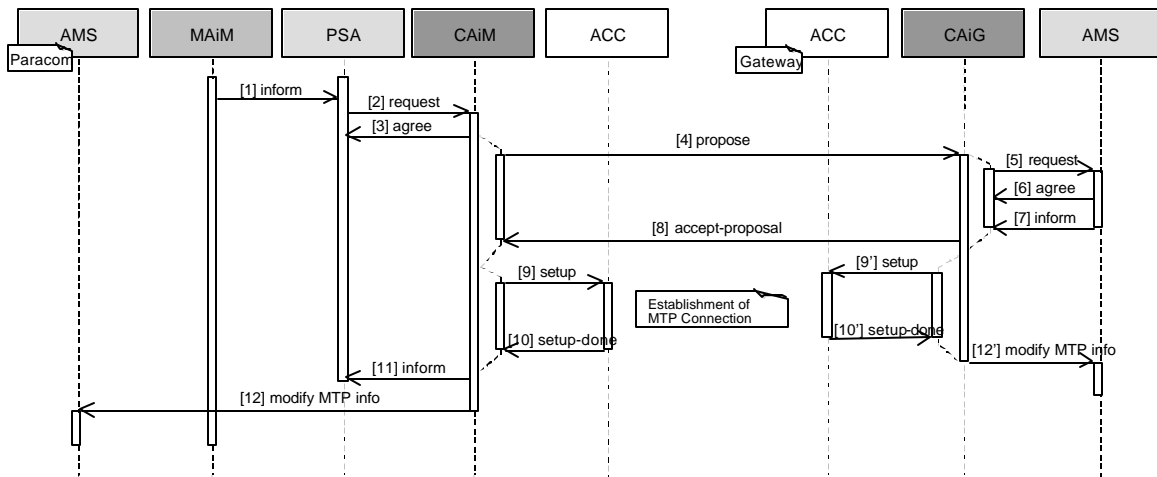 AMS
MAiM
PSA
CAiM
ACC
ACC
CAiG
AMS
Paracom
Gateway
[1] inform
[2] request
[3] agree
[4] propose
[5] request
[6] agree
[7] inform
[8] accept-proposal
[9] setup
[9'] setup
Establishment of
MTP Connection
[10] setup-done
[10'] setup-done
[11] inform
[12'] modify MTP info
[12] modify MTP info